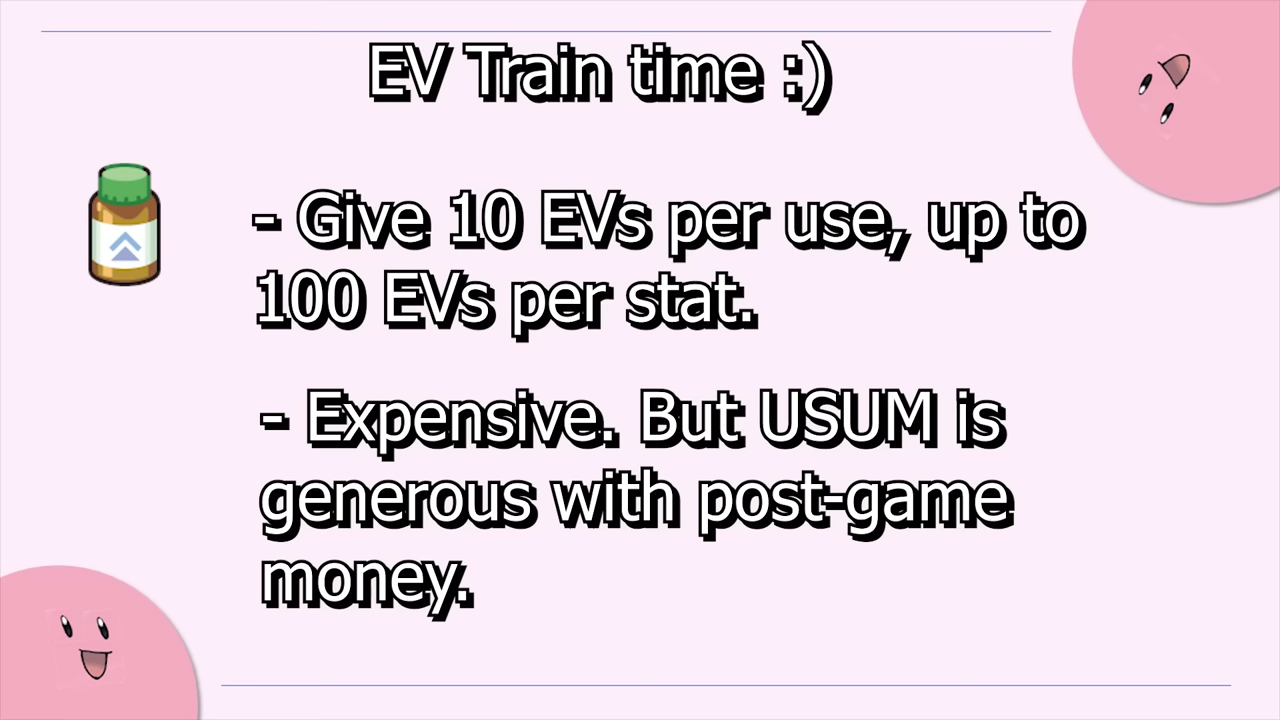 EV Train time :)
- Give 10 EVs per use, up to
100 EVs per stat.
- Expensive. But USUM is
generous with post-game
money.